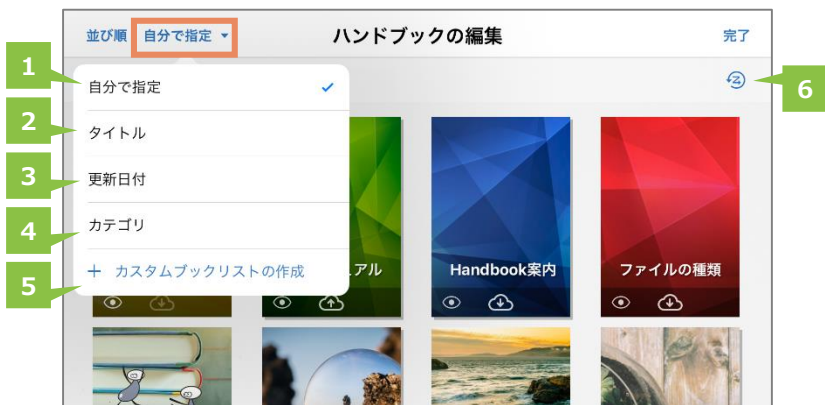 並び順 自分で指定 ハンドブックの編集 完了
1
自分で指定
6
2
タイトル
3
更新日付
4
カテゴリ
5
+ カスタムブックリストの作成
アル
Handbook案内
ファイルの種類